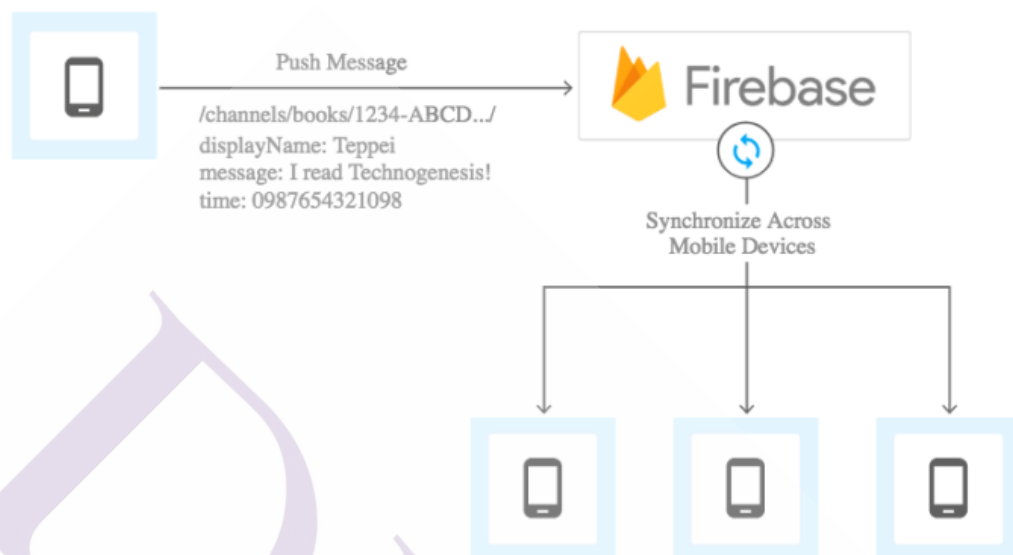 Push Message
Firebase
/channels/books/1234-ABCD.../
displayName: Teppei
message: I read Technogenesis!
time: 0987654321098
Synchronize Across
Mobile Devices